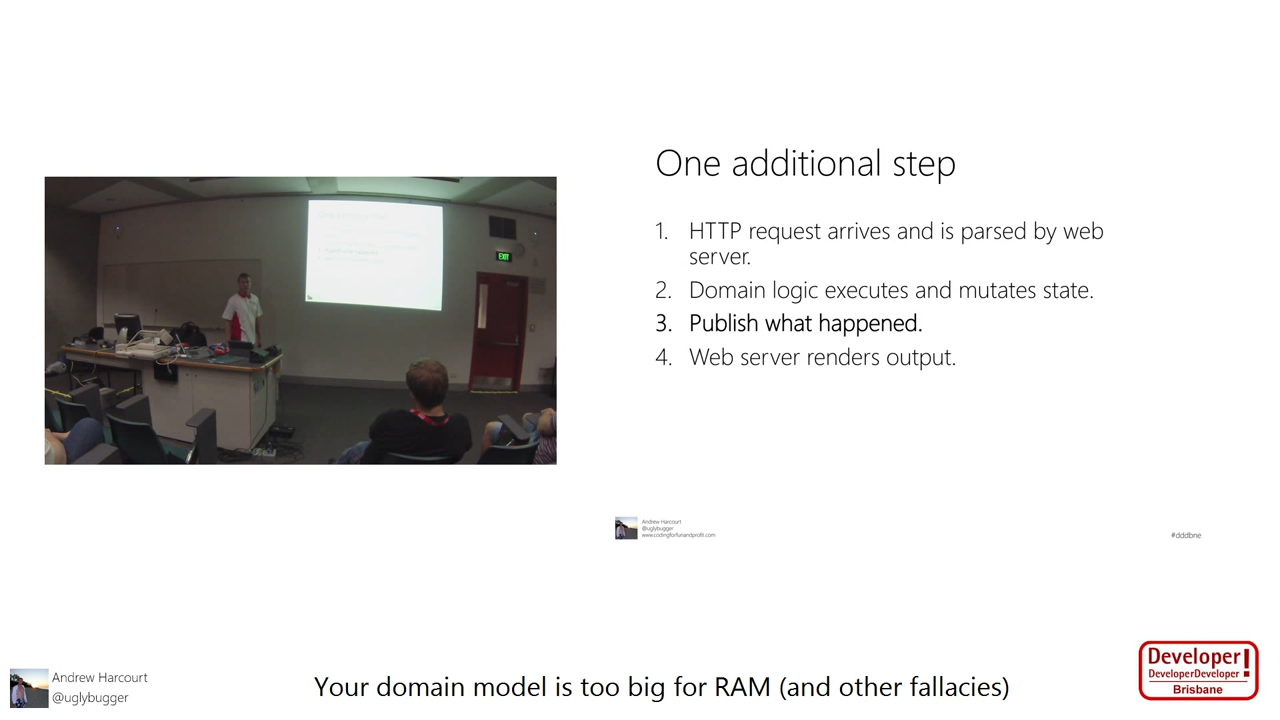 One additional step
1. HTTP request arrives and is parsed by web
server.
2. Domain logic executes and mutates state.
3. Publish what happened.
4. Web server renders output.
EXIT
Andrew Harcourt
@uglybugger
www.codingforfunandprofit.com
#dddbne
Andrew Harcourt
@uglybugger
Your domain model is too big for RAM (and other fallacies)
Developer!
DeveloperDeveloper
Brisbane